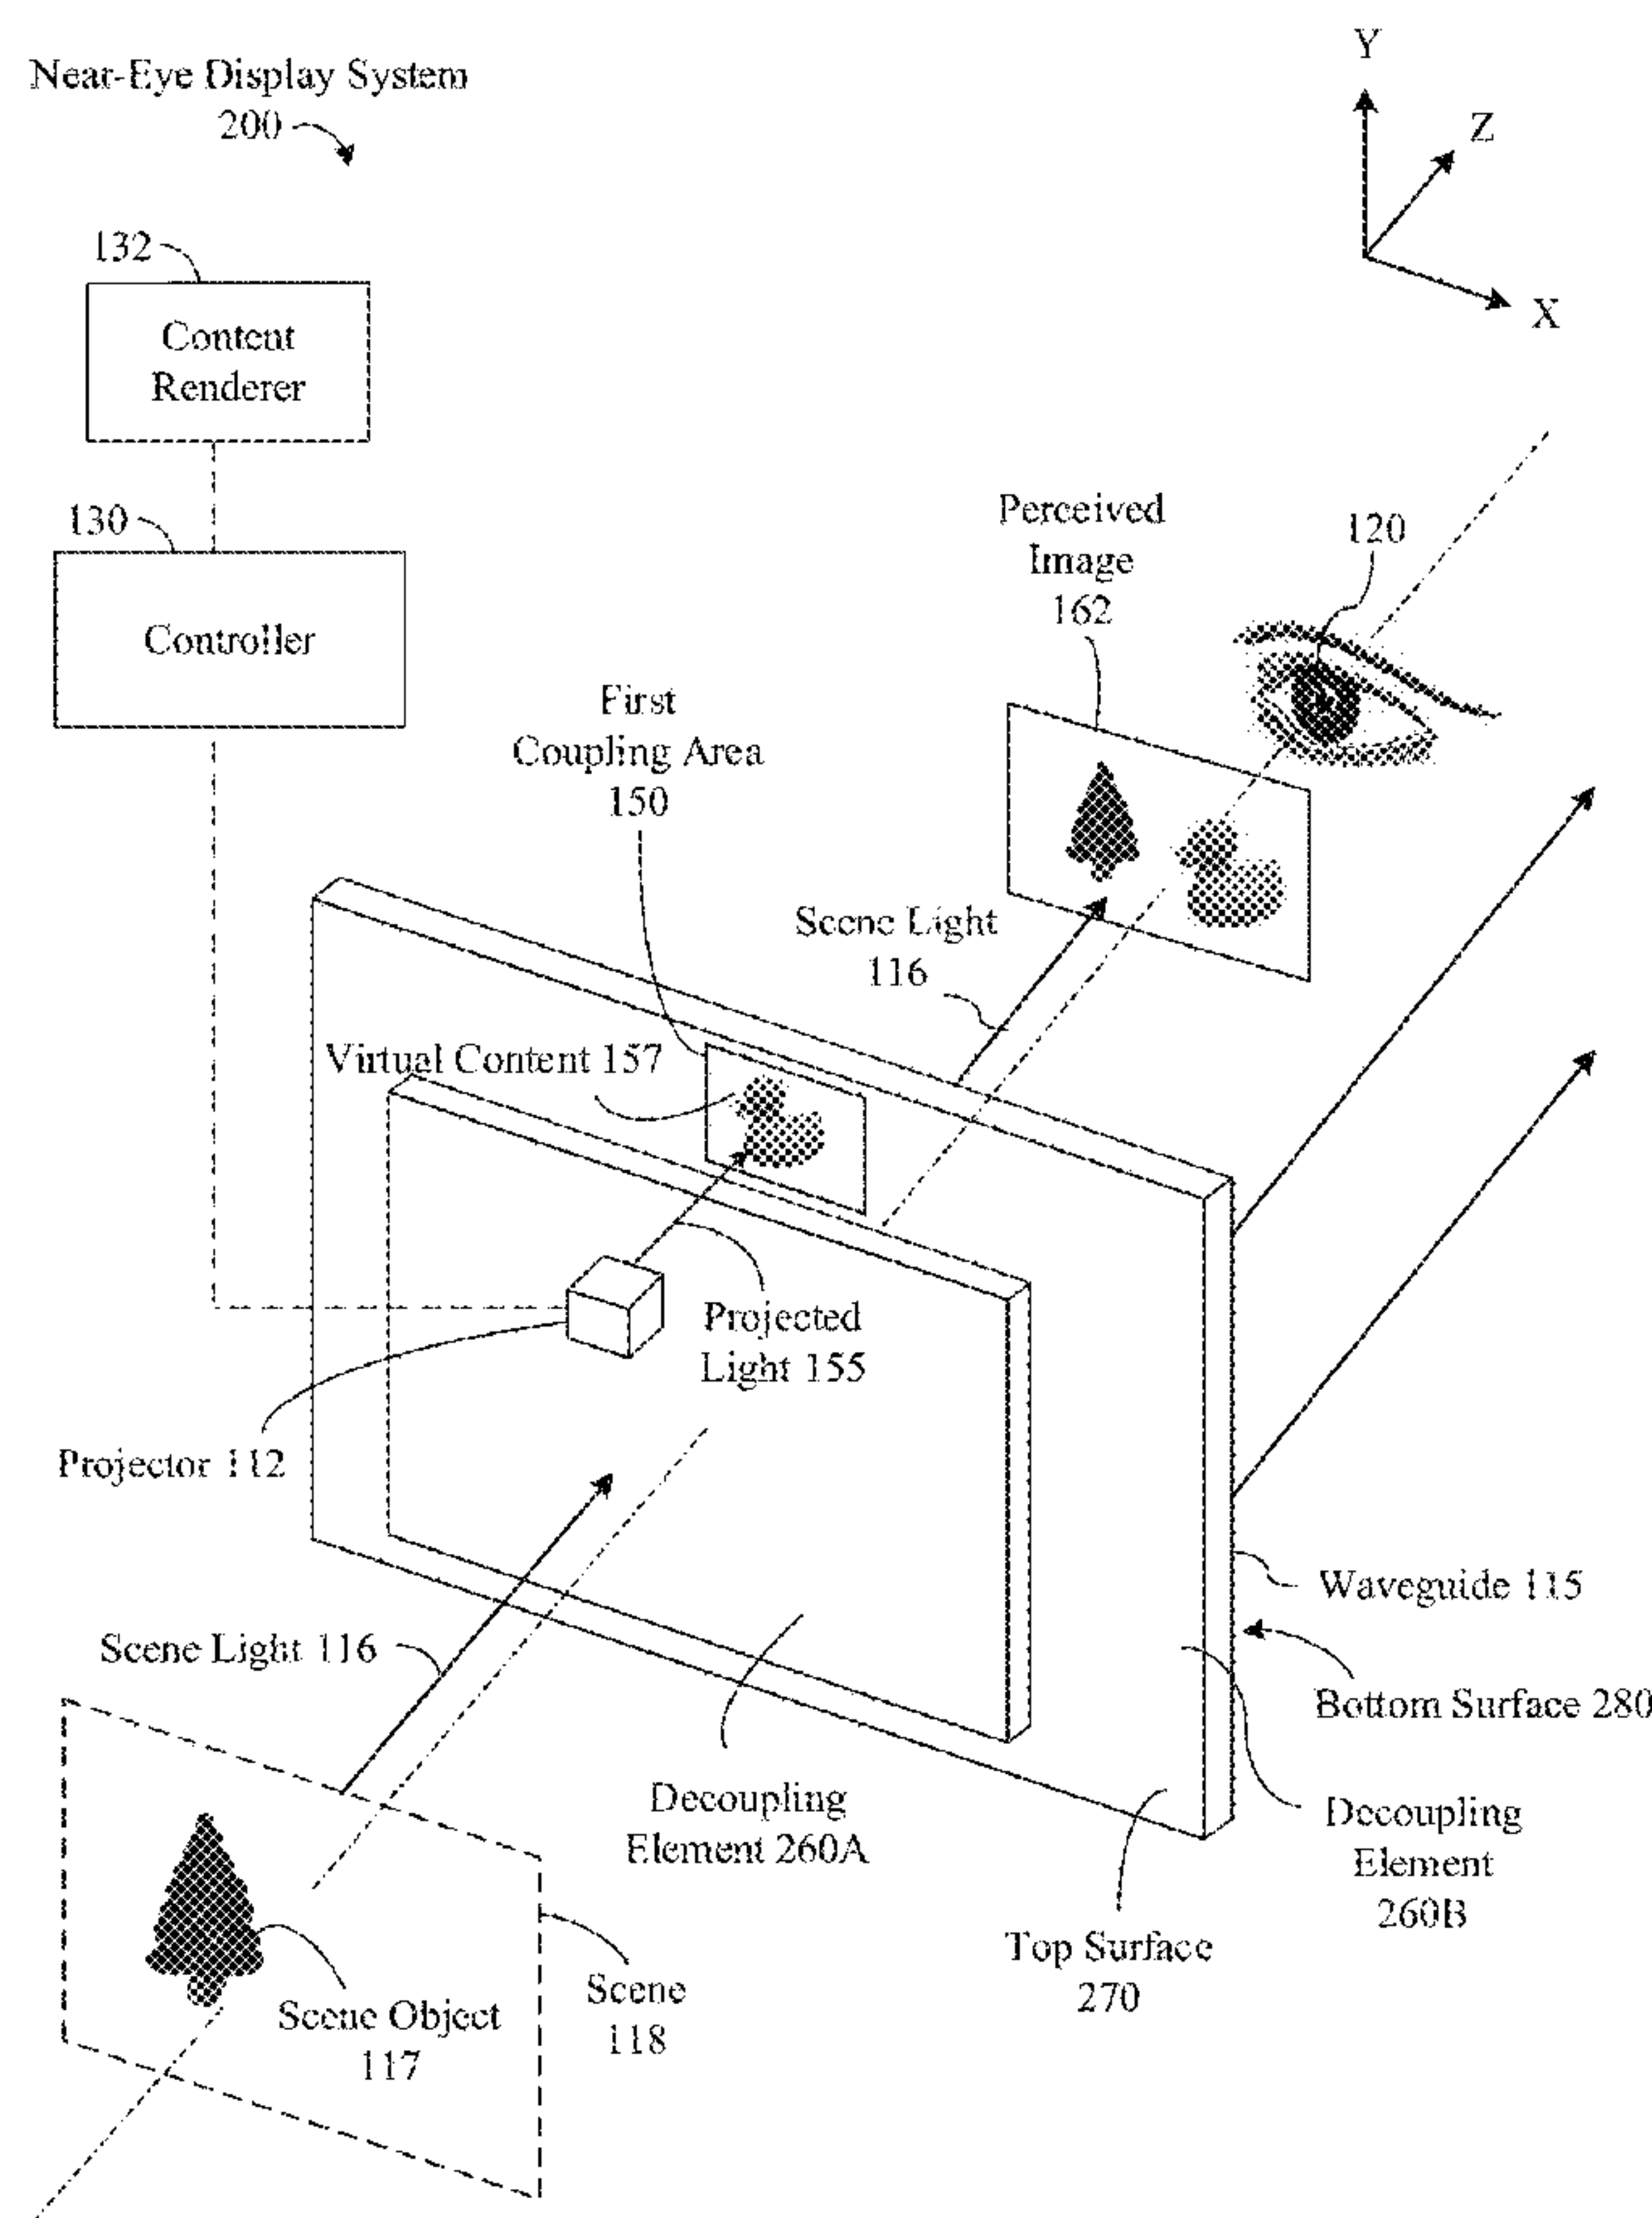 Near-Eye Display System
200
Y
Z
X
132
Content
Renderer
130
Controller
Perceived
Image
162
120
First
Coupling Area
150
Scene Light
116
Virtual Content 157
Projected
Light 155
Projector 112
Waveguide 115
Scene Light 116
Bottom Surface 280
Decoupling
Element 260A
Decoupling
Element
260B
Top Surface
270
Scene Object
117
Scene
118